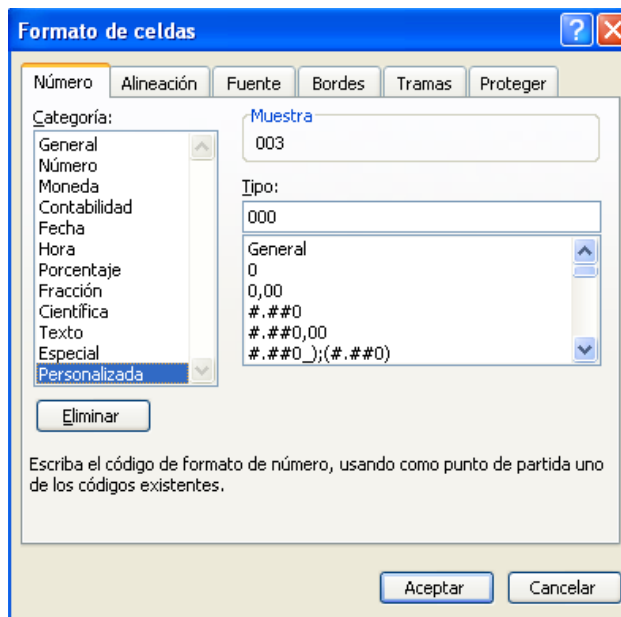 Formato de celdas
Número Alineación Fuente Bordes Tramas Proteger
Categoría:
General
Número
Moneda
Contabilidad
Fecha
Hora
Porcentaje
Fracción
Científica
Texto
Especial
Personalizada
Muestra
003
Tipo:
000
General
0
0,00
#.##0
#.##0,00
#.##0_);(#.##0)
Eliminar
Escriba el código de formato de número, usando como punto de partida uno
de los códigos existentes.
Aceptar Cancelar